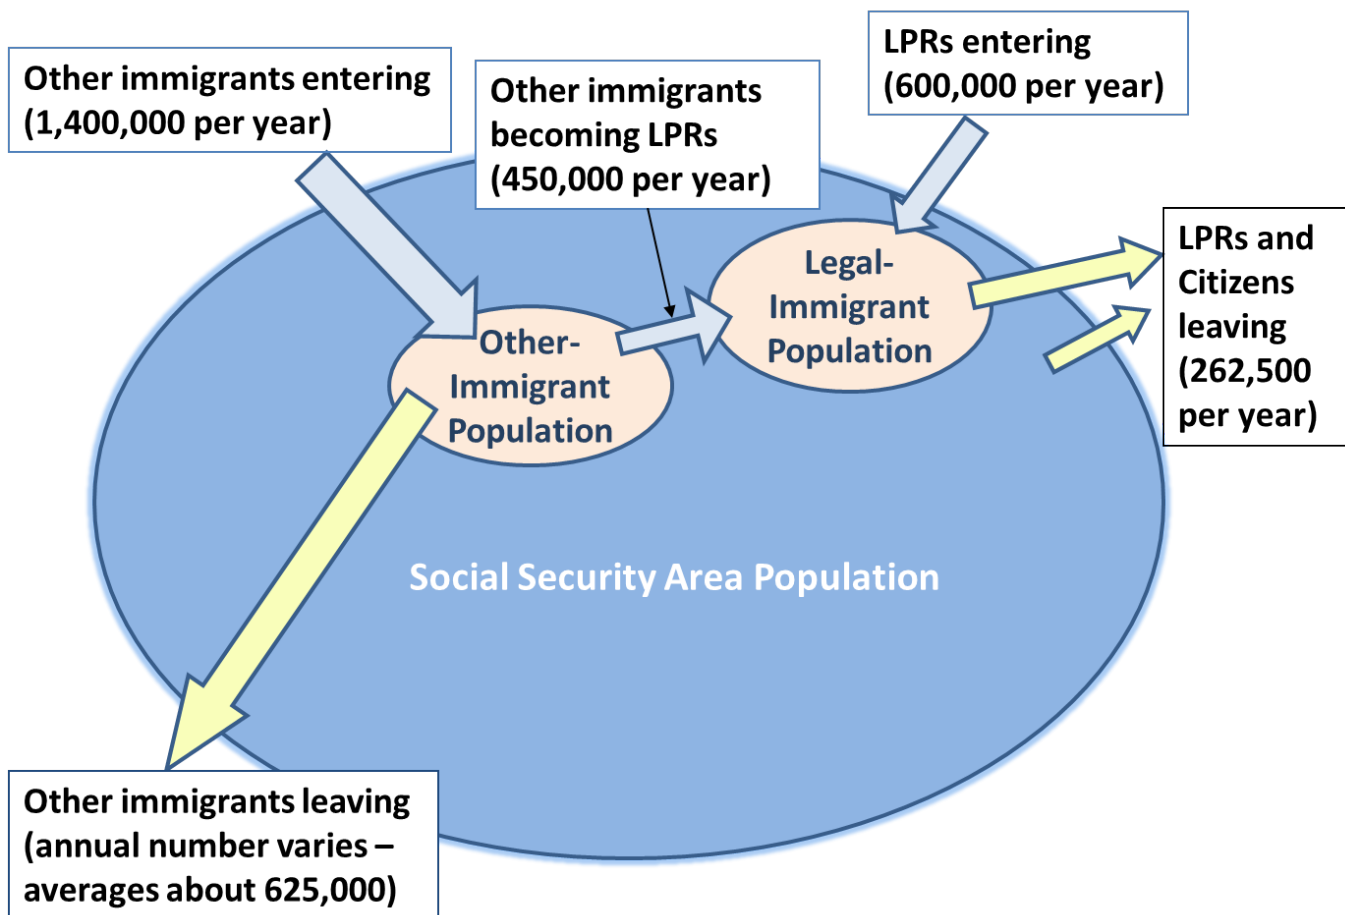 Other immigrants entering
(1,400,000 per year)
Other immigrants
becoming LPRs
(450,000 per year)
LPRs entering
(600,000 per year)
LPRs and
Citizens
leaving
(262,500
per year)
Legal-
Immigrant
Population
Other-
Immigrant
Population
Social Security Area Population
Other immigrants leaving
(annual number varies –
averages about 625,000)